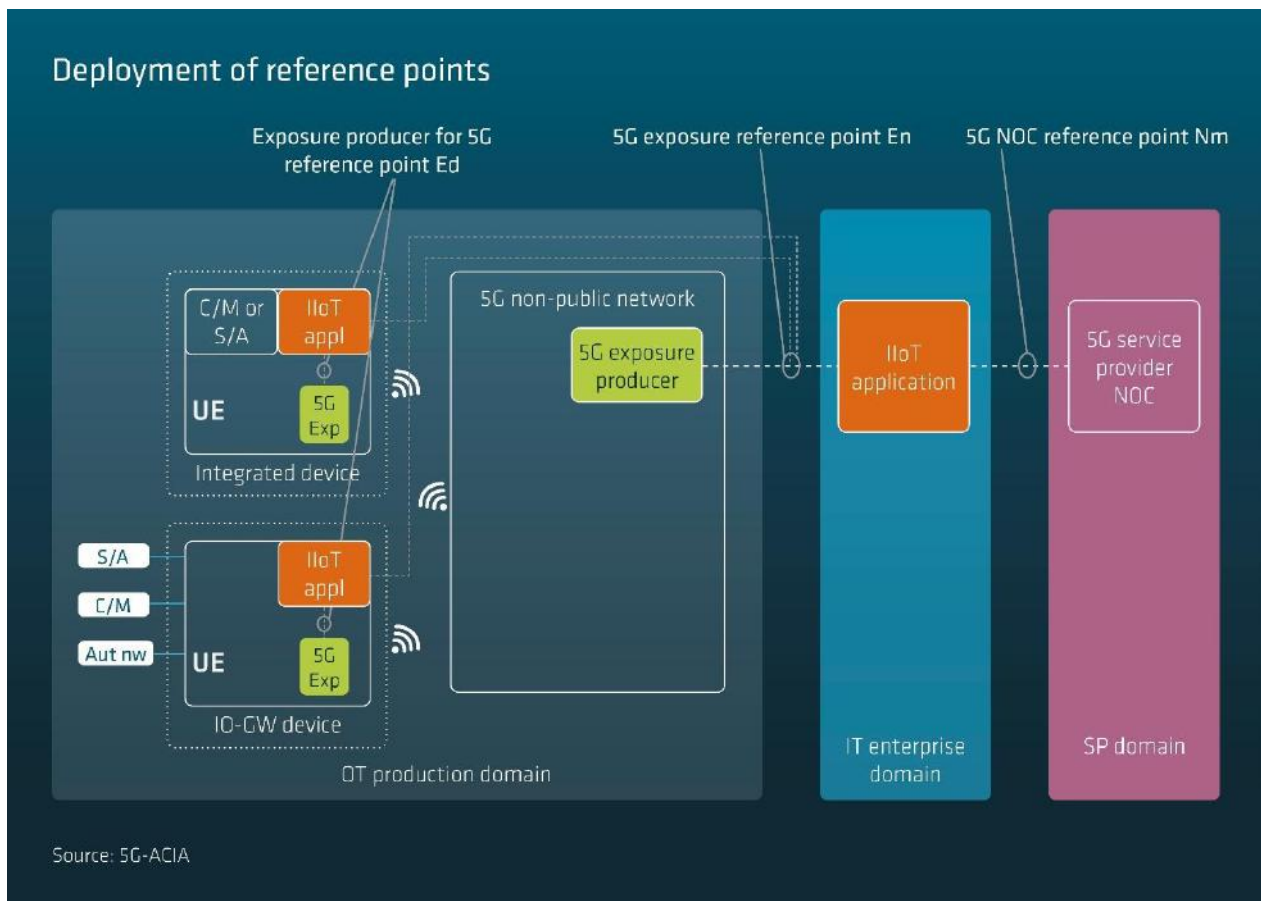 Deployment of reference points
Exposure producer for 5G
reference point Ed
5G exposure reference point En
5G NOC reference point Nm
C/M or
S/A
IIoT
appl
UE
5G
Exp
Integrated device
S/A
C/M
Aut nw
IIoT
appl
UE
5G
Exp
IO-GW device
OT production domain
5G non-public network
5G exposure
producer
IIoT
application
IT enterprise
domain
5G service
provider
NOC
SP domain
Source: 5G-ACIA